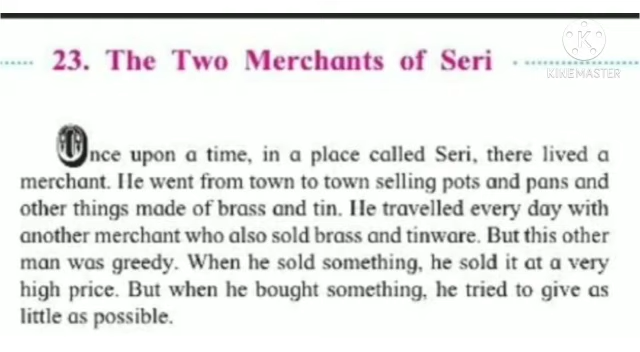 KINEMASTER
23. The Two Merchants of Seri
Once upon a time, in a place called Seri, there lived a
merchant. He went from town to town selling pots and pans and
other things made of brass and tin. He travelled every day with
another merchant who also sold brass and tinware. But this other
man was greedy. When he sold something, he sold it at a very
high price. But when he bought something, he tried to give as
little as possible.